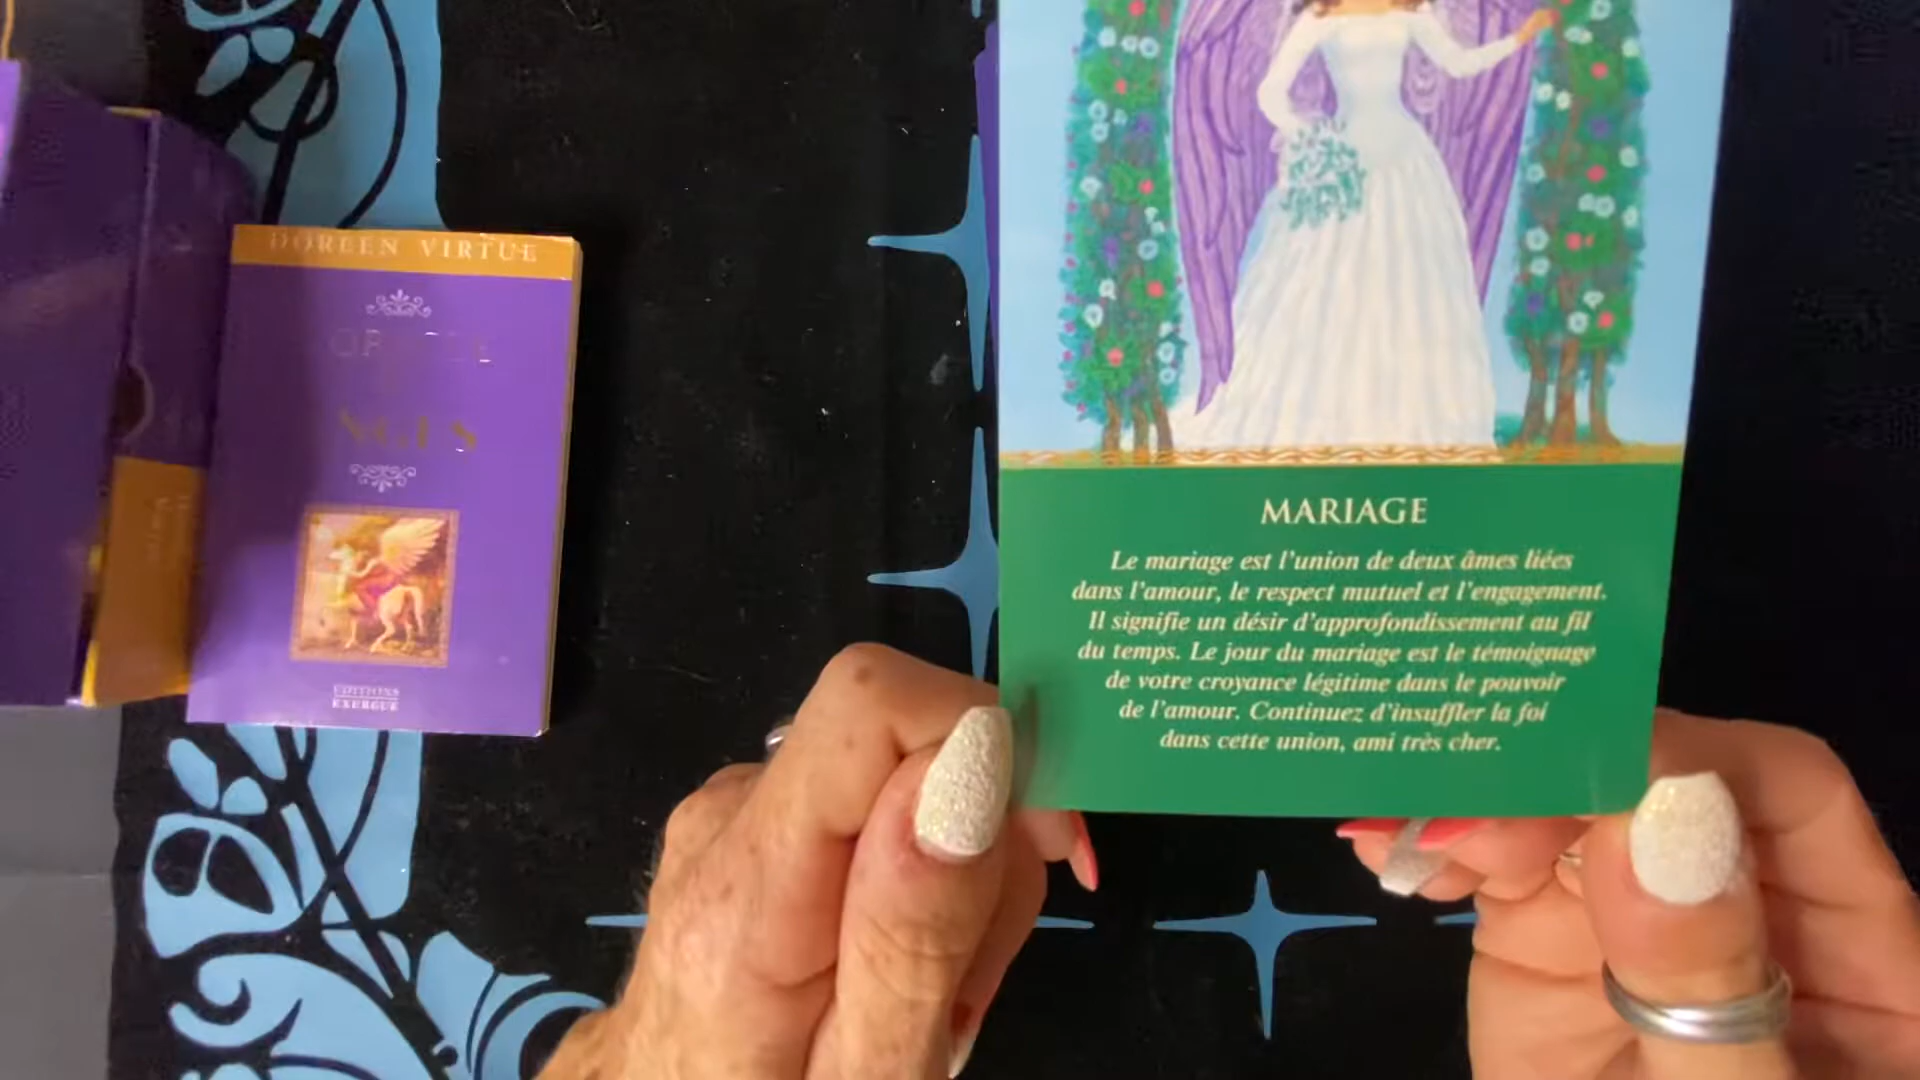 DOREEN VIRTUE
EDITIONS
EXERGUE
MARIAGE
Le mariage est l'union de deux âmes liées
dans l'amour, le respect mutuel et l'engagement.
Il signifie un désir d'approfondissement au fil
du temps. Le jour du mariage est le témoignage
de votre croyance légitime dans le pouvoir
de l'amour. Continuez d'insuffler la foi
dans cette union, ami très cher.